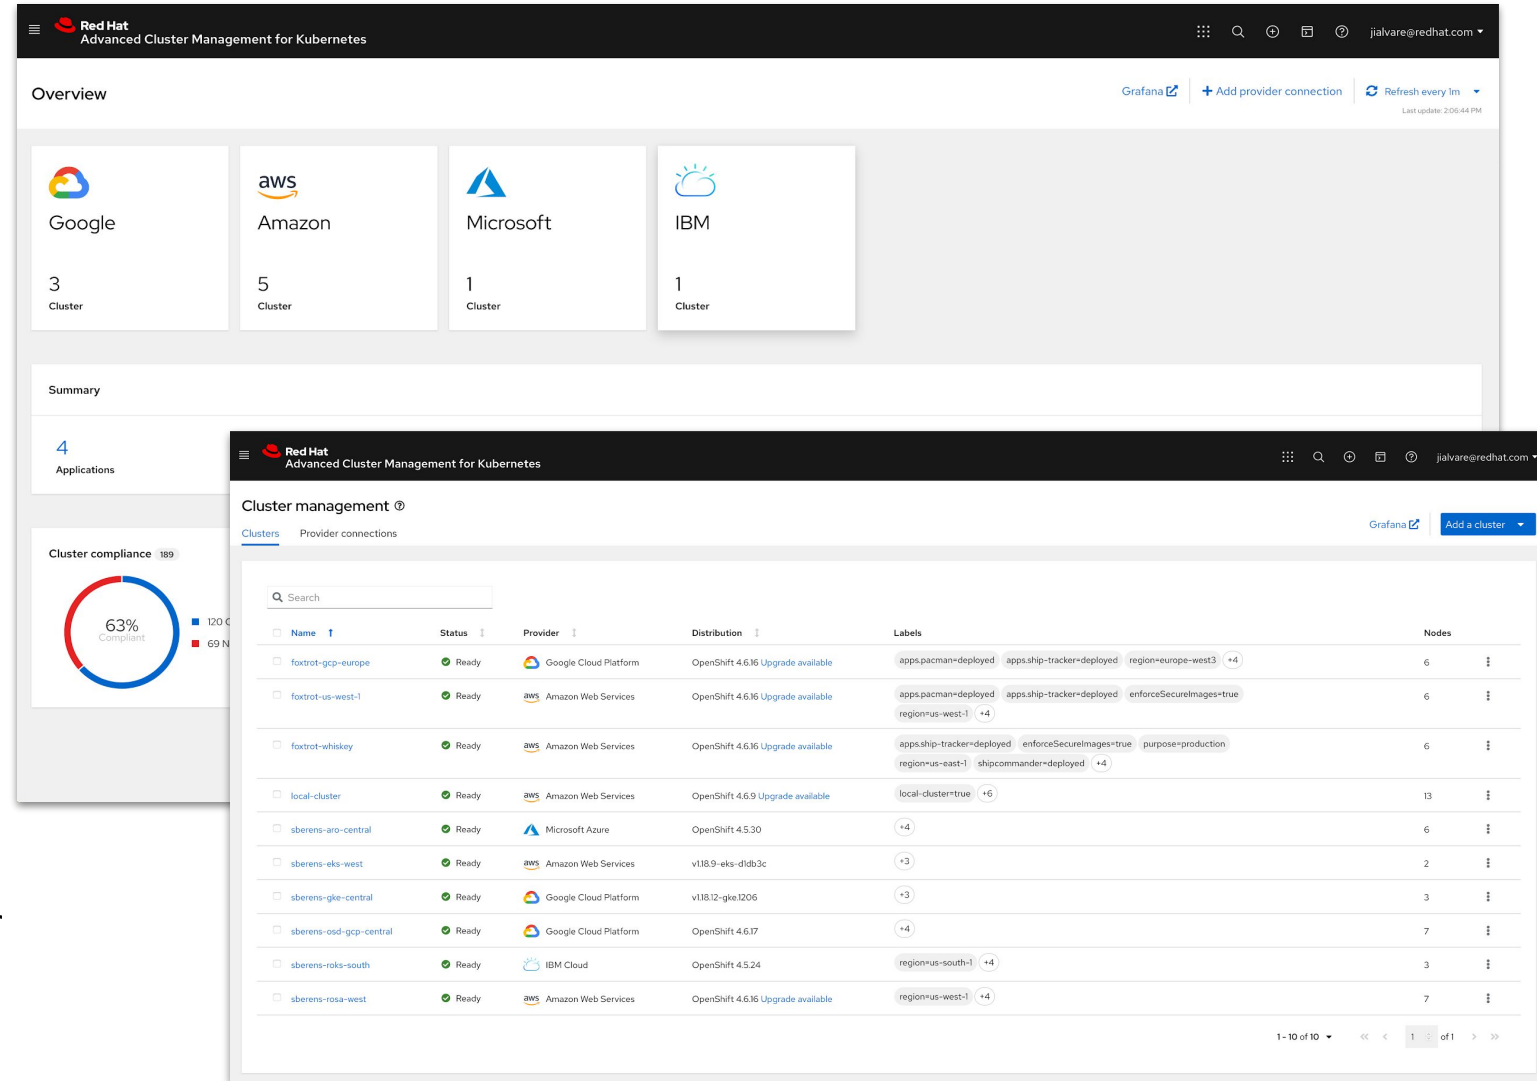 Red Hat
Advanced Cluster Management for Kubernetes
jialvare@redhat.com
Overview
Grafana
Add provider connection
Refresh every 1m
Last update: 2:06:44 PM
aws
Google
Amazon
Microsoft
IBM
3
5
1
1
Cluster
Cluster
Cluster
Cluster
Summary
4
Applications
Cluster compliance 189
63%
Compliant
120
69
Red Hat
Advanced Cluster Management for Kubernetes
jialvare@redhat.com
Cluster management
Clusters Provider connections
Grafana
Add a cluster
Search
Name Status Provider Distribution Labels Nodes
foxtrot-gcp-europe Ready Google Cloud Platform OpenShift 4.6.16 Upgrade available apps.pacman=deployed apps.ship-tracker=deployed region=europe-west3 +4 6
foxtrot-us-west-1 Ready aws Amazon Web Services OpenShift 4.6.16 Upgrade available apps.pacman=deployed apps.ship-tracker=deployed enforceSecureImages=true 6
region=us-west-1 +4
foxtrot-whiskey Ready aws Amazon Web Services OpenShift 4.6.16 Upgrade available apps.ship-tracker=deployed enforceSecureImages=true purpose=production 6
region=us-east-1 shipcommander=deployed +4
local-cluster Ready aws Amazon Web Services OpenShift 4.6.9 Upgrade available local-cluster=true +6 13
sberens-aro-central Ready Microsoft Azure OpenShift 4.5.30 +4 6
sberens-eks-west Ready aws Amazon Web Services v1.18.9-eks-d1db3c +3 2
sberens-gke-central Ready Google Cloud Platform v1.18.12-gke.1206 +3 3
sberens-osd-gcp-central Ready Google Cloud Platform OpenShift 4.6.17 +4 7
sberens-roks-south Ready IBM Cloud OpenShift 4.5.24 region=us-south-1 +4 3
sberens-rosa-west Ready aws Amazon Web Services OpenShift 4.6.16 Upgrade available region=us-west-1 +4 7
1 - 10 of 10 1 of 1